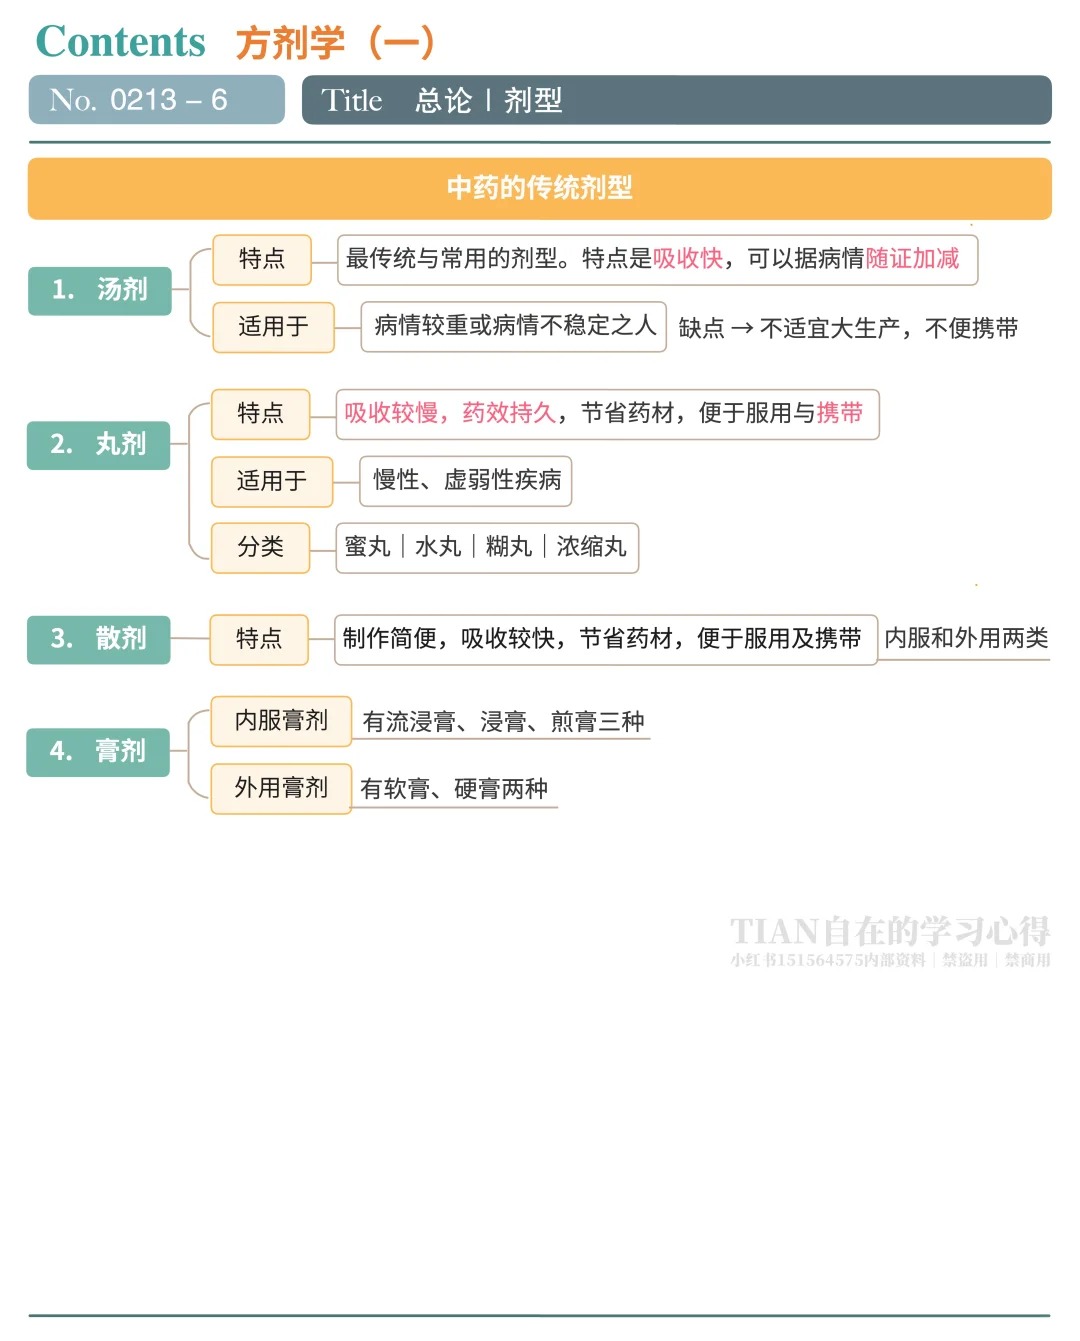 Contents 方剂学（一）
No. 0213 – 6 Title 总论 | 剂型
中药的传统剂型
1. 汤剂
特点 最传统与常用的剂型。特点是吸收快，可以据病情随证加减
适用于 病情较重或病情不稳定之人 缺点 → 不适宜大生产，不便携带
2. 丸剂
特点 吸收较慢，药效持久，节省药材，便于服用与携带
适用于 慢性、虚弱性疾病
分类 蜜丸｜水丸｜糊丸｜浓缩丸
3. 散剂 特点 制作简便，吸收较快，节省药材，便于服用及携带 内服和外用两类
4. 膏剂
内服膏剂 有流浸膏、浸膏、煎膏三种
外用膏剂 有软膏、硬膏两种
TIAN自在的学习心得
小红书151564575内部资料｜禁盗用｜禁商用